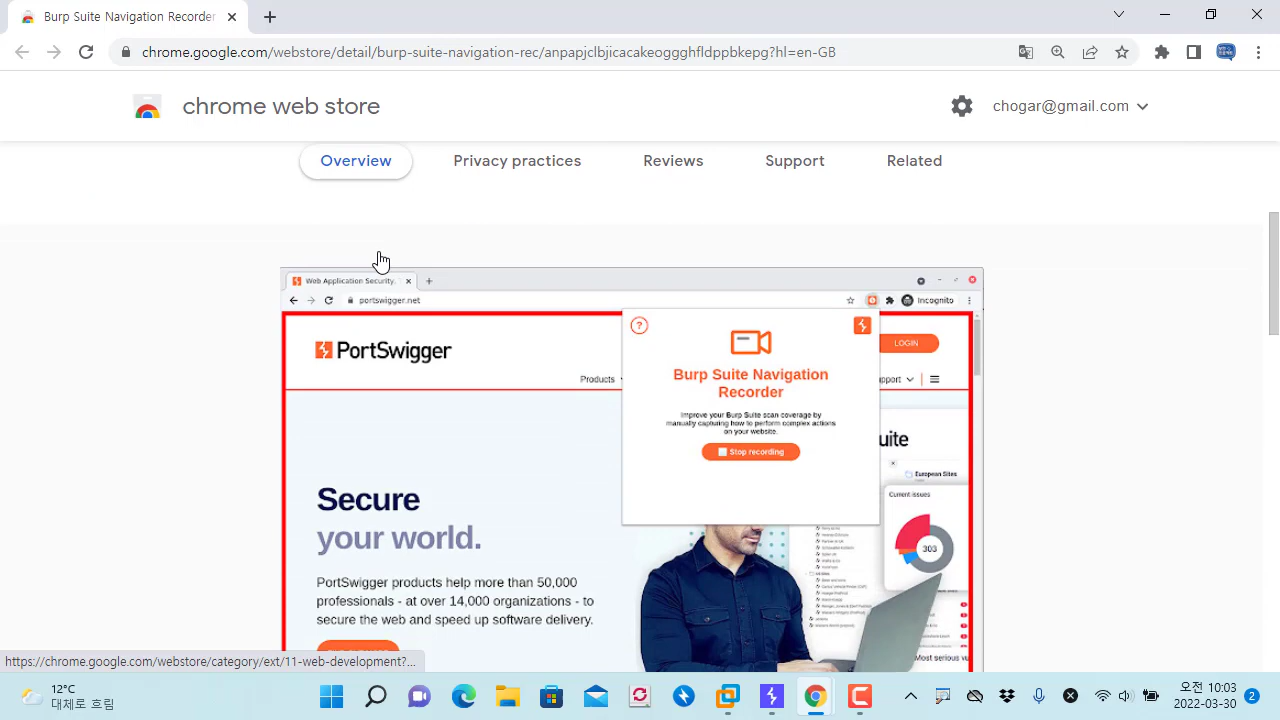 Burp Suite Navigation Recorder
chrome.google.com/webstore/detail/burp-suite-navigation-rec/anpapjclbjicacakeoggghfldppbkepg?hl=en-GB
chrome web store
chogar@gmail.com
Overview
Privacy practices
Reviews
Support
Related
Web Application Security,
portswigger.net
Incognito
PortSwigger
LOGIN
Products
pport
Burp Suite Navigation
Recorder
Improve your Burp Suite scan coverage by
manually capturing how to perform complex actions
on your website.
Stop recording
uite
European Sites
Current issues
303
Secure
your world.
PortSwigger products help more than 50,000
professionals - at over 14,000 organizations -
secure the web and speed up software delivery.
Most serious vu
https://chrome.google.com/webstore/category/ext/11-web-development?...
12°C
대체로 흐림
오전 10:03
2022-03-30
2